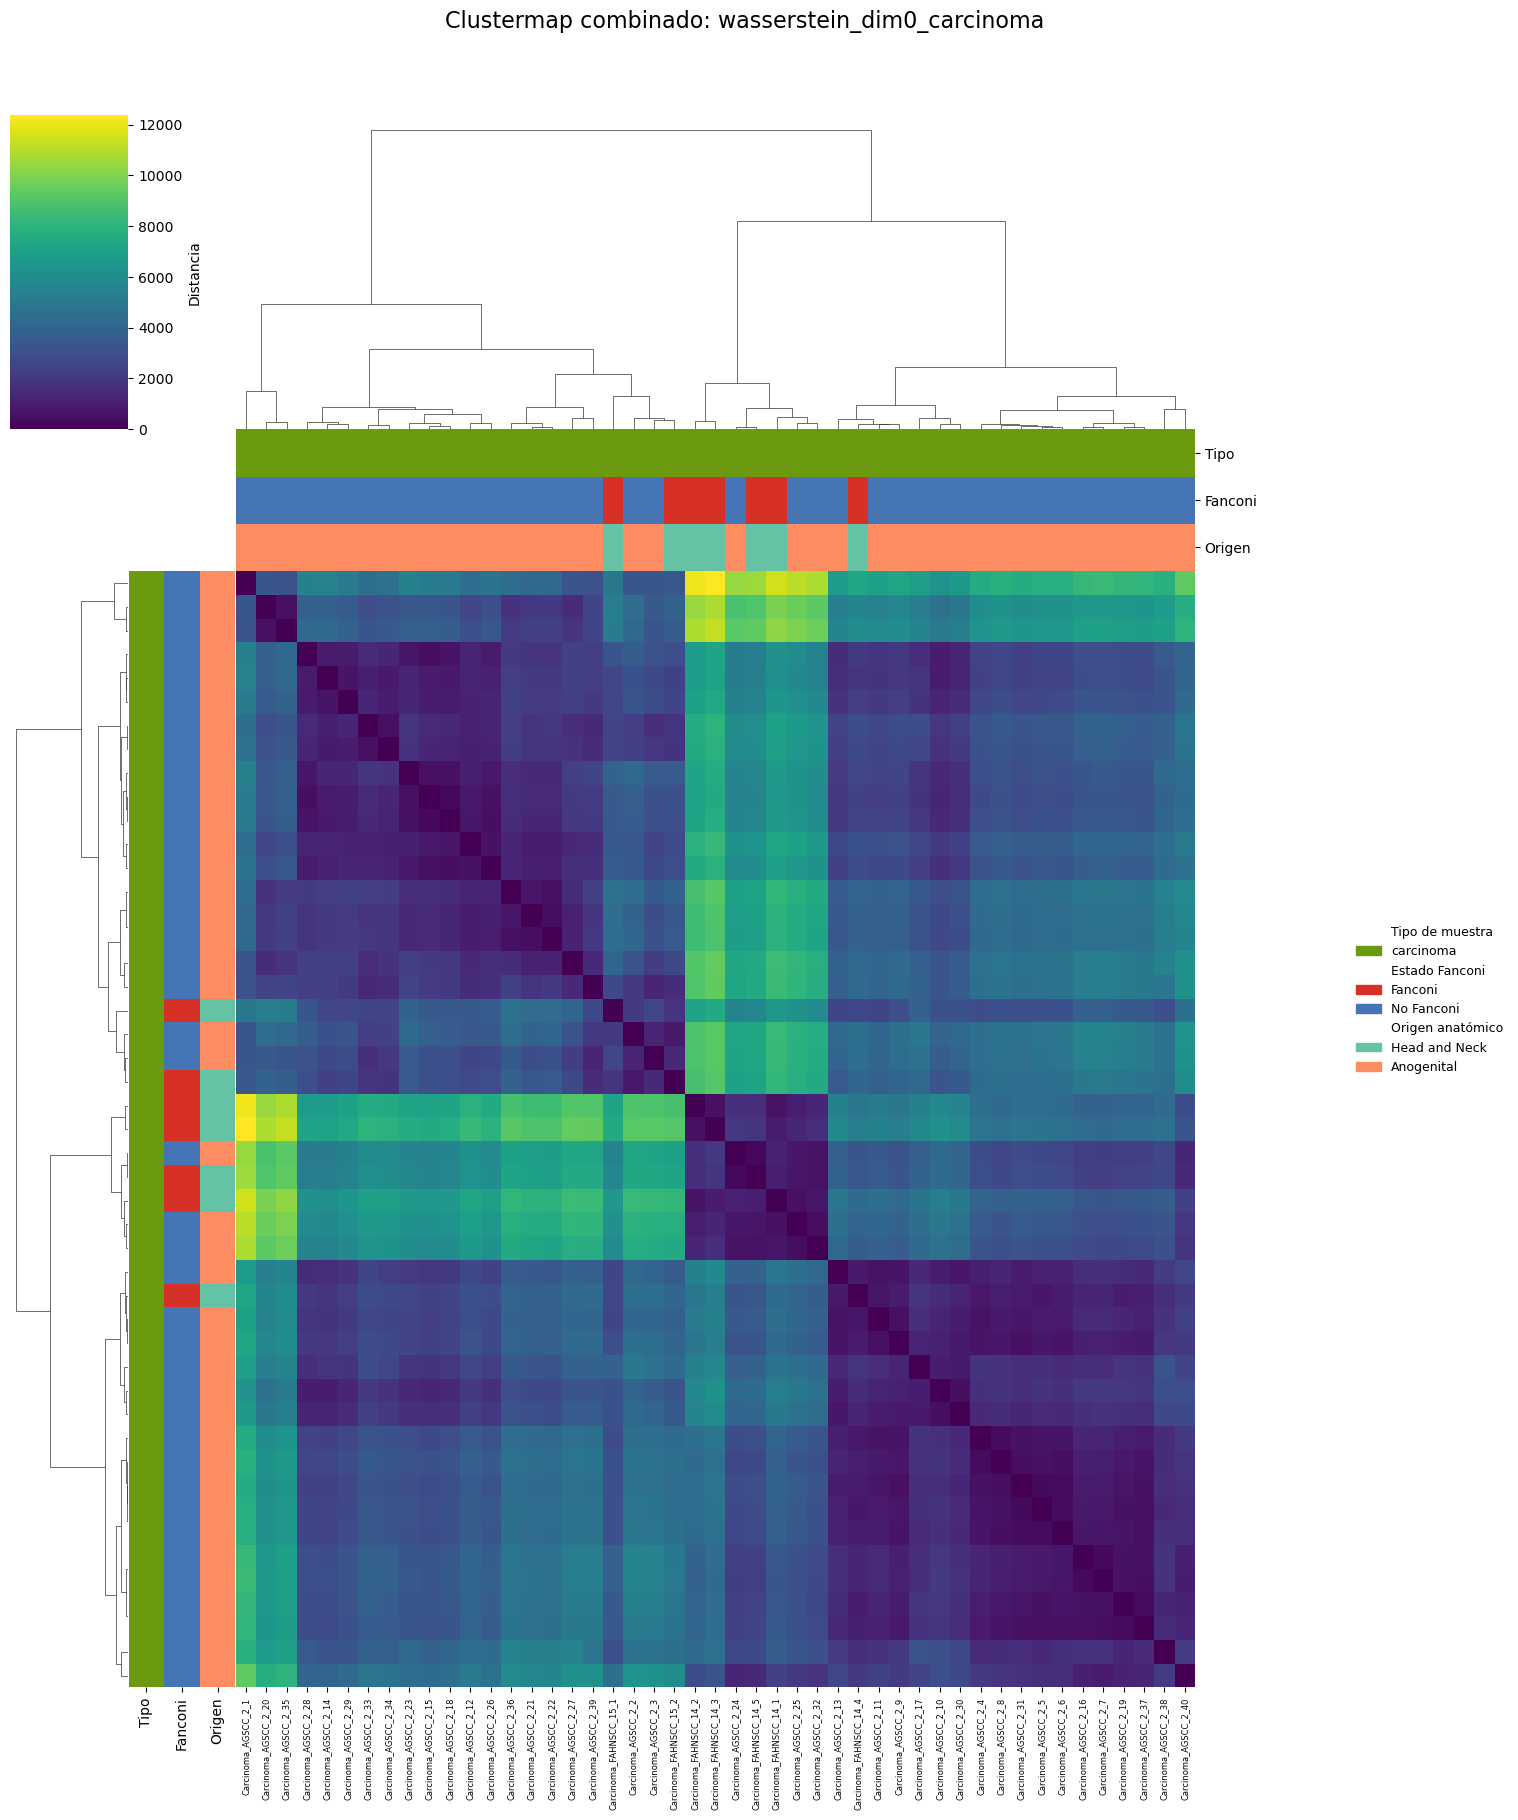 Clustermap combinado: wasserstein_dim0_carcinoma
12000
10000
8000
6000
4000
2000
0
Distancia
Tipo
Fanconi
Origen
Tipo de muestra
carcinoma
Estado Fanconi
Fanconi
No Fanconi
Origen anatómico
Head and Neck
Anogenital
Tipo
Fanconi
Origen
Carcinoma_AGSCC_2_1
Carcinoma_AGSCC_2_20
Carcinoma_AGSCC_2_35
Carcinoma_AGSCC_2_28
Carcinoma_AGSCC_2_14
Carcinoma_AGSCC_2_29
Carcinoma_AGSCC_2_33
Carcinoma_AGSCC_2_34
Carcinoma_AGSCC_2_23
Carcinoma_AGSCC_2_15
Carcinoma_AGSCC_2_18
Carcinoma_AGSCC_2_12
Carcinoma_AGSCC_2_26
Carcinoma_AGSCC_2_36
Carcinoma_AGSCC_2_21
Carcinoma_AGSCC_2_22
Carcinoma_AGSCC_2_27
Carcinoma_AGSCC_2_39
Carcinoma_FAHNSCC_15_1
Carcinoma_AGSCC_2_2
Carcinoma_AGSCC_2_3
Carcinoma_FAHNSCC_15_2
Carcinoma_FAHNSCC_14_2
Carcinoma_FAHNSCC_14_3
Carcinoma_AGSCC_2_24
Carcinoma_FAHNSCC_14_5
Carcinoma_FAHNSCC_14_1
Carcinoma_AGSCC_2_25
Carcinoma_AGSCC_2_32
Carcinoma_AGSCC_2_13
Carcinoma_FAHNSCC_14_4
Carcinoma_AGSCC_2_11
Carcinoma_AGSCC_2_9
Carcinoma_AGSCC_2_17
Carcinoma_AGSCC_2_10
Carcinoma_AGSCC_2_30
Carcinoma_AGSCC_2_4
Carcinoma_AGSCC_2_8
Carcinoma_AGSCC_2_31
Carcinoma_AGSCC_2_5
Carcinoma_AGSCC_2_6
Carcinoma_AGSCC_2_16
Carcinoma_AGSCC_2_7
Carcinoma_AGSCC_2_19
Carcinoma_AGSCC_2_37
Carcinoma_AGSCC_2_38
Carcinoma_AGSCC_2_40